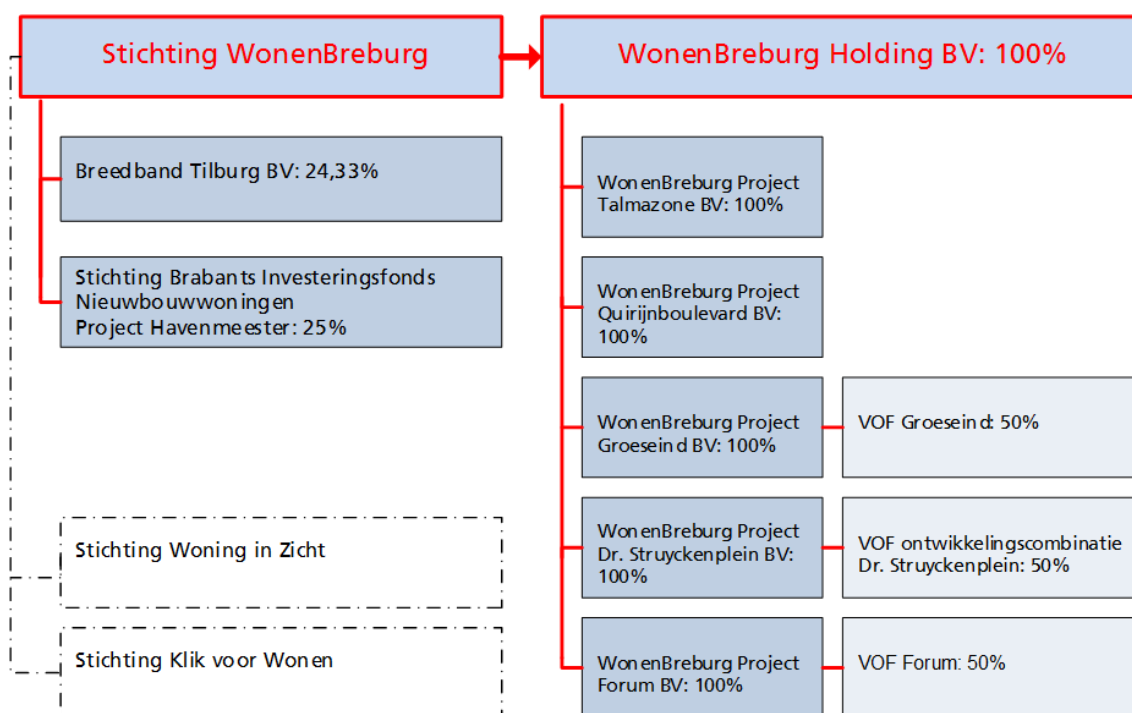 Stichting WonenBreburg
WonenBreburg Holding BV: 100%
Breedband Tilburg BV: 24,33%
Stichting Brabants Investeringsfonds
Nieuwbouwwoningen
Project Havenmeester: 25%
Stichting Woning in Zicht
Stichting Klik voor Wonen
WonenBreburg Project
Talmazone BV: 100%
WonenBreburg Project
Quirijnboulevard BV:
100%
WonenBreburg Project
Groeseind BV: 100%
VOF Groeseind: 50%
WonenBreburg Project
Dr. Struyckenplein BV:
100%
VOF ontwikkelingscombinatie
Dr. Struyckenplein: 50%
WonenBreburg Project
Forum BV: 100%
VOF Forum: 50%